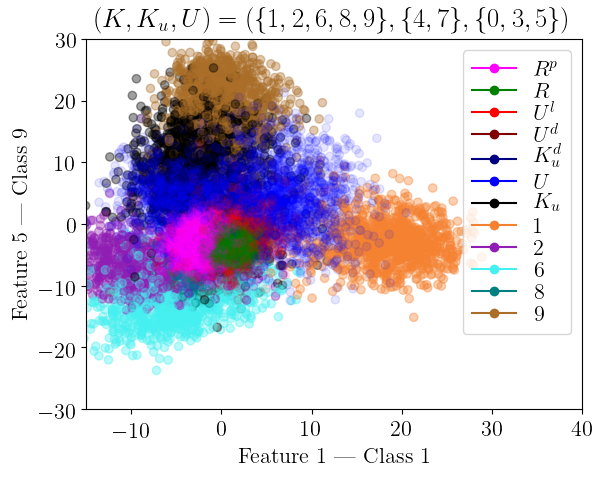 (K, K_u, U) = ({1, 2, 6, 8, 9}, {4, 7}, {0, 3, 5})
30
20
10
0
−10
−20
−30
Feature 5 — Class 9
R^p
R
U^l
U^d
K_u^d
U
K_u
1
2
6
8
9
−10
0
10
20
30
40
Feature 1 — Class 1